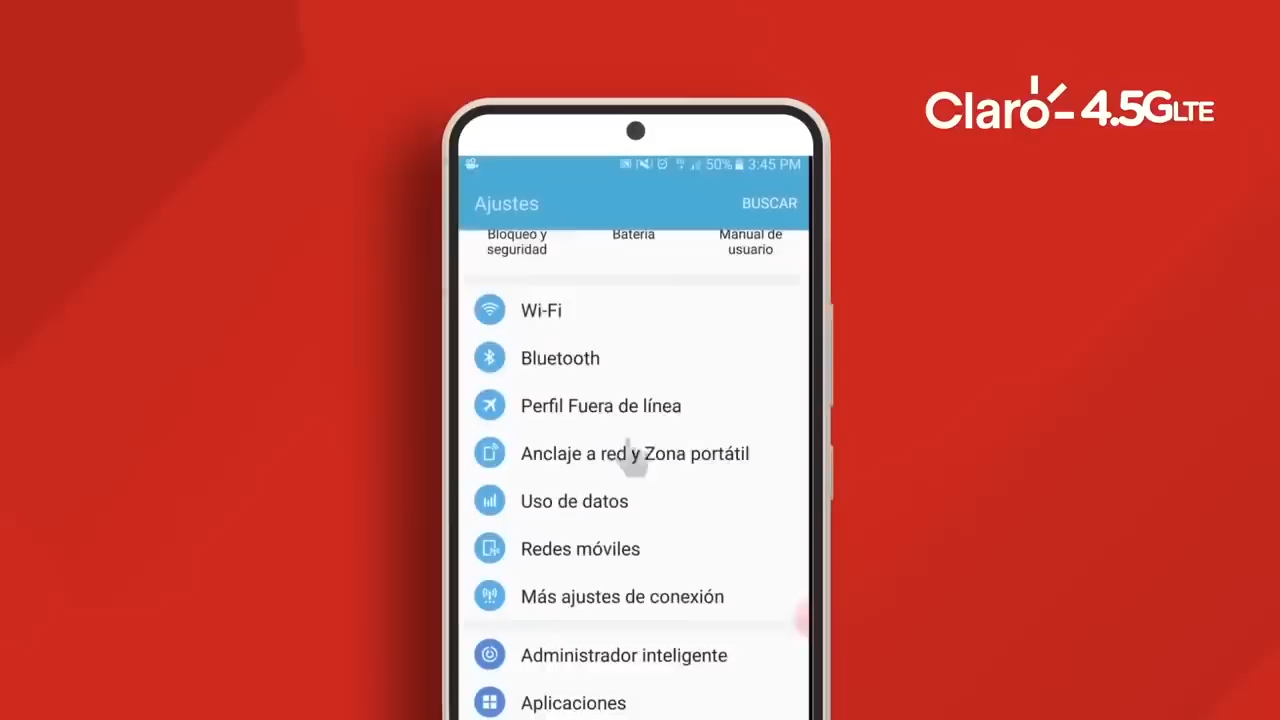 Claro- 4.5GLTE
50% 3:45 PM
Ajustes
BUSCAR
Bloqueo y
seguridad
Batería
Manual de
usuario
Wi-Fi
Bluetooth
Perfil Fuera de línea
Anclaje a red y Zona portátil
Uso de datos
Redes móviles
Más ajustes de conexión
Administrador inteligente
Aplicaciones